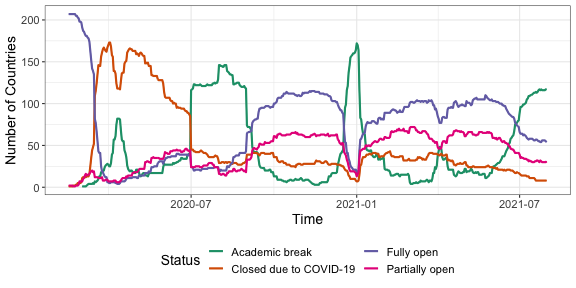 Number of Countries
200
150
100
50
0
2020-07
2021-01
2021-07
Time
Status
Academic break
Closed due to COVID-19
Fully open
Partially open